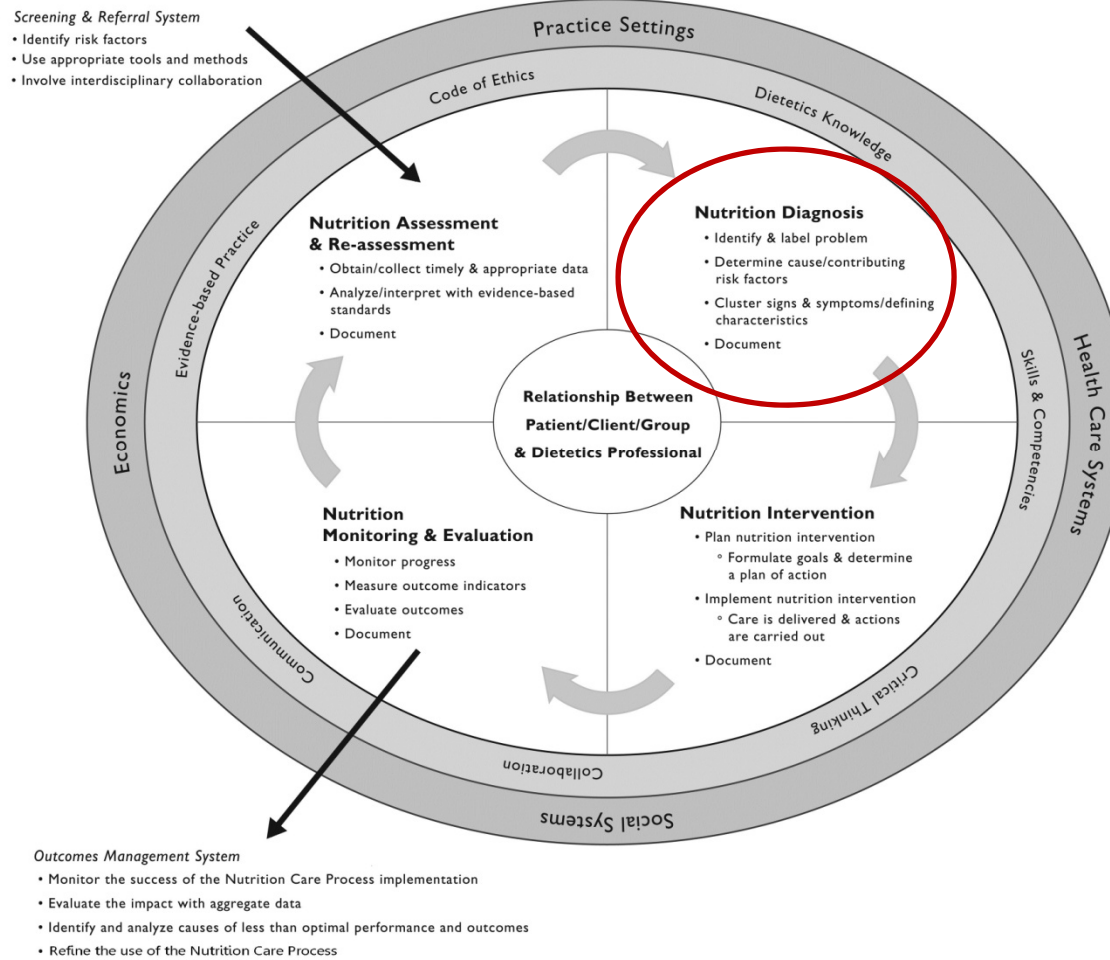 Screening & Referral System
• Identify risk factors
• Use appropriate tools and methods
• Involve interdisciplinary collaboration
Practice Settings
Code of Ethics
Dietetics Knowledge
Evidence-based Practice
Economics
Skills & Competencies
Health Care Systems
Nutrition Assessment
& Re-assessment
• Obtain/collect timely & appropriate data
• Analyze/interpret with evidence-based
standards
• Document
Nutrition Diagnosis
• Identify & label problem
• Determine cause/contributing
risk factors
• Cluster signs & symptoms/defining
characteristics
• Document
Relationship Between
Patient/Client/Group
& Dietetics Professional
Nutrition
Monitoring & Evaluation
• Monitor progress
• Measure outcome indicators
• Evaluate outcomes
• Document
Nutrition Intervention
• Plan nutrition intervention
° Formulate goals & determine
a plan of action
• Implement nutrition intervention
° Care is delivered & actions
are carried out
• Document
Communication
Critical Thinking
Collaboration
Social Systems
Outcomes Management System
• Monitor the success of the Nutrition Care Process implementation
• Evaluate the impact with aggregate data
• Identify and analyze causes of less than optimal performance and outcomes
• Refine the use of the Nutrition Care Process